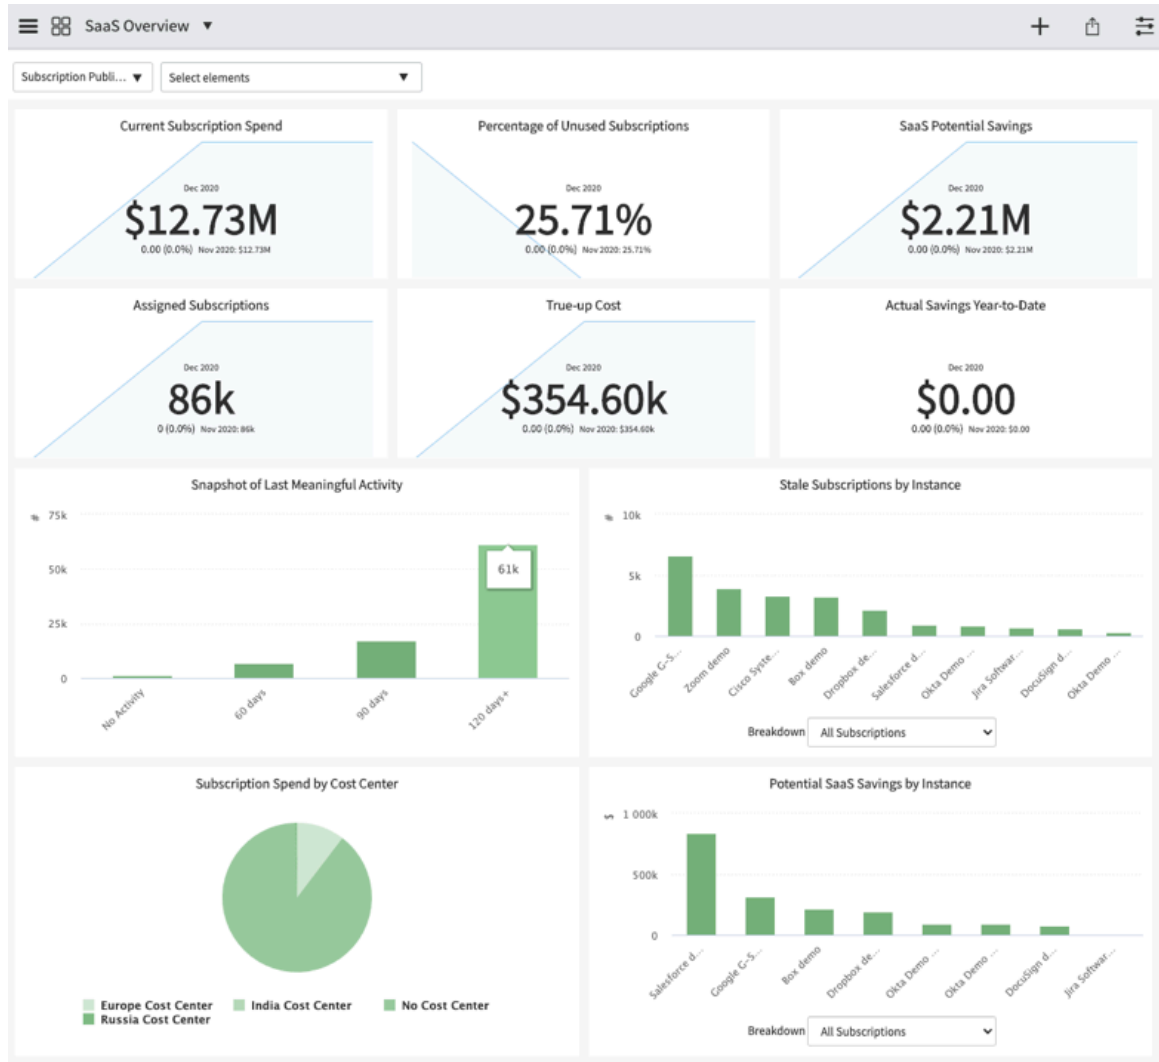 SaaS Overview ▼
Subscription Publi... ▼ Select elements ▼
Current Subscription Spend
Dec 2020
$12.73M
0.00 (0.0%) Nov 2020: $12.73M
Percentage of Unused Subscriptions
Dec 2020
25.71%
0.00 (0.0%) Nov 2020: 25.71%
SaaS Potential Savings
Dec 2020
$2.21M
0.00 (0.0%) Nov 2020: $2.21M
Assigned Subscriptions
Dec 2020
86k
0 (0.0%) Nov 2020: 86k
True-up Cost
Dec 2020
$354.60k
0.00 (0.0%) Nov 2020: $354.60k
Actual Savings Year-to-Date
Dec 2020
$0.00
0.00 (0.0%) Nov 2020: $0.00
Snapshot of Last Meaningful Activity
#
75k
50k
25k
0
61k
No Activity
60 days
90 days
120 days+
Stale Subscriptions by Instance
#
10k
5k
0
Google G-S...
Zoom demo
Cisco Syste...
Box demo
Dropbox de...
Salesforce d...
Okta Demo ...
Jira Softwar...
DocuSign d...
Okta Demo ...
Breakdown All Subscriptions
Subscription Spend by Cost Center
Europe Cost Center India Cost Center No Cost Center
Russia Cost Center
Potential SaaS Savings by Instance
$
1 000k
500k
0
Salesforce d...
Google G-S...
Box demo
Dropbox de...
Okta Demo ...
Okta Demo ...
DocuSign d...
Jira Softwar...
Breakdown All Subscriptions